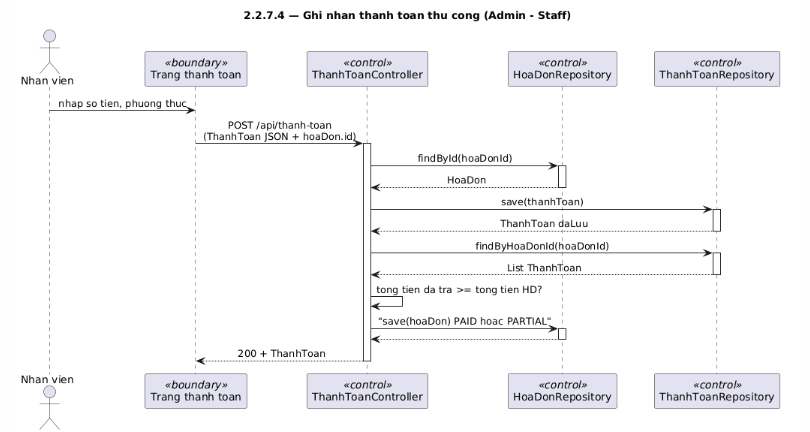 2.2.7.4 — Ghi nhan thanh toan thu cong (Admin - Staff)
Nhan vien
«boundary»
Trang thanh toan
«control»
ThanhToanController
«control»
HoaDonRepository
«control»
ThanhToanRepository
nhap so tien, phuong thuc
POST /api/thanh-toan
(ThanhToan JSON + hoaDon.id)
findById(hoaDonId)
HoaDon
save(thanhToan)
ThanhToan daLuu
findByHoaDonId(hoaDonId)
List ThanhToan
tong tien da tra >= tong tien HD?
"save(hoaDon) PAID hoac PARTIAL"
200 + ThanhToan
Nhan vien
«boundary»
Trang thanh toan
«control»
ThanhToanController
«control»
HoaDonRepository
«control»
ThanhToanRepository